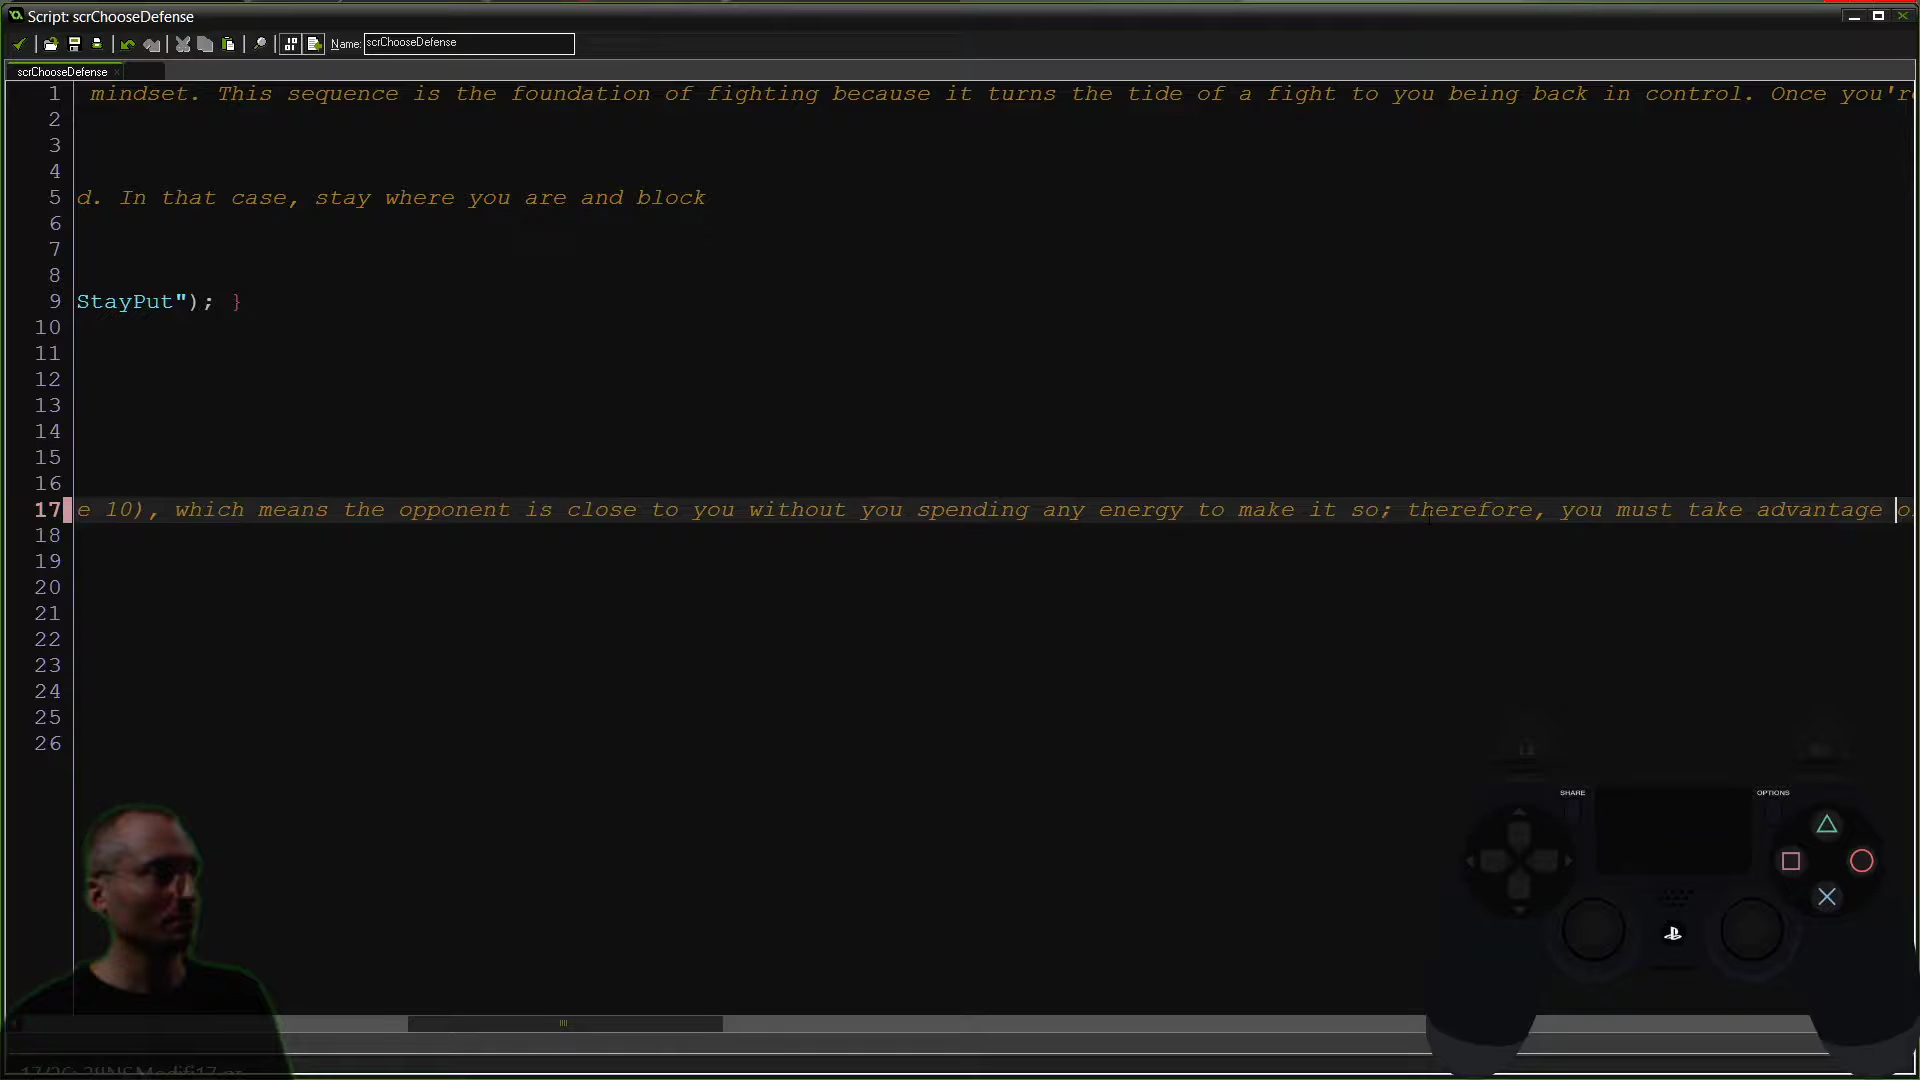 Script: scrChooseDefense
Name: scrChooseDefense
scrChooseDefense
1 mindset. This sequence is the foundation of fighting because it turns the tide of a fight to you being back in control. Once you'r
2
3
4
5 d. In that case, stay where you are and block
6
7
8
9 StayPut"); }
10
11
12
13
14
15
16
17 e 10), which means the opponent is close to you without you spending any energy to make it so; therefore, you must take advantage o
18
19
20
21
22
23
24
25
26
SHARE
OPTIONS